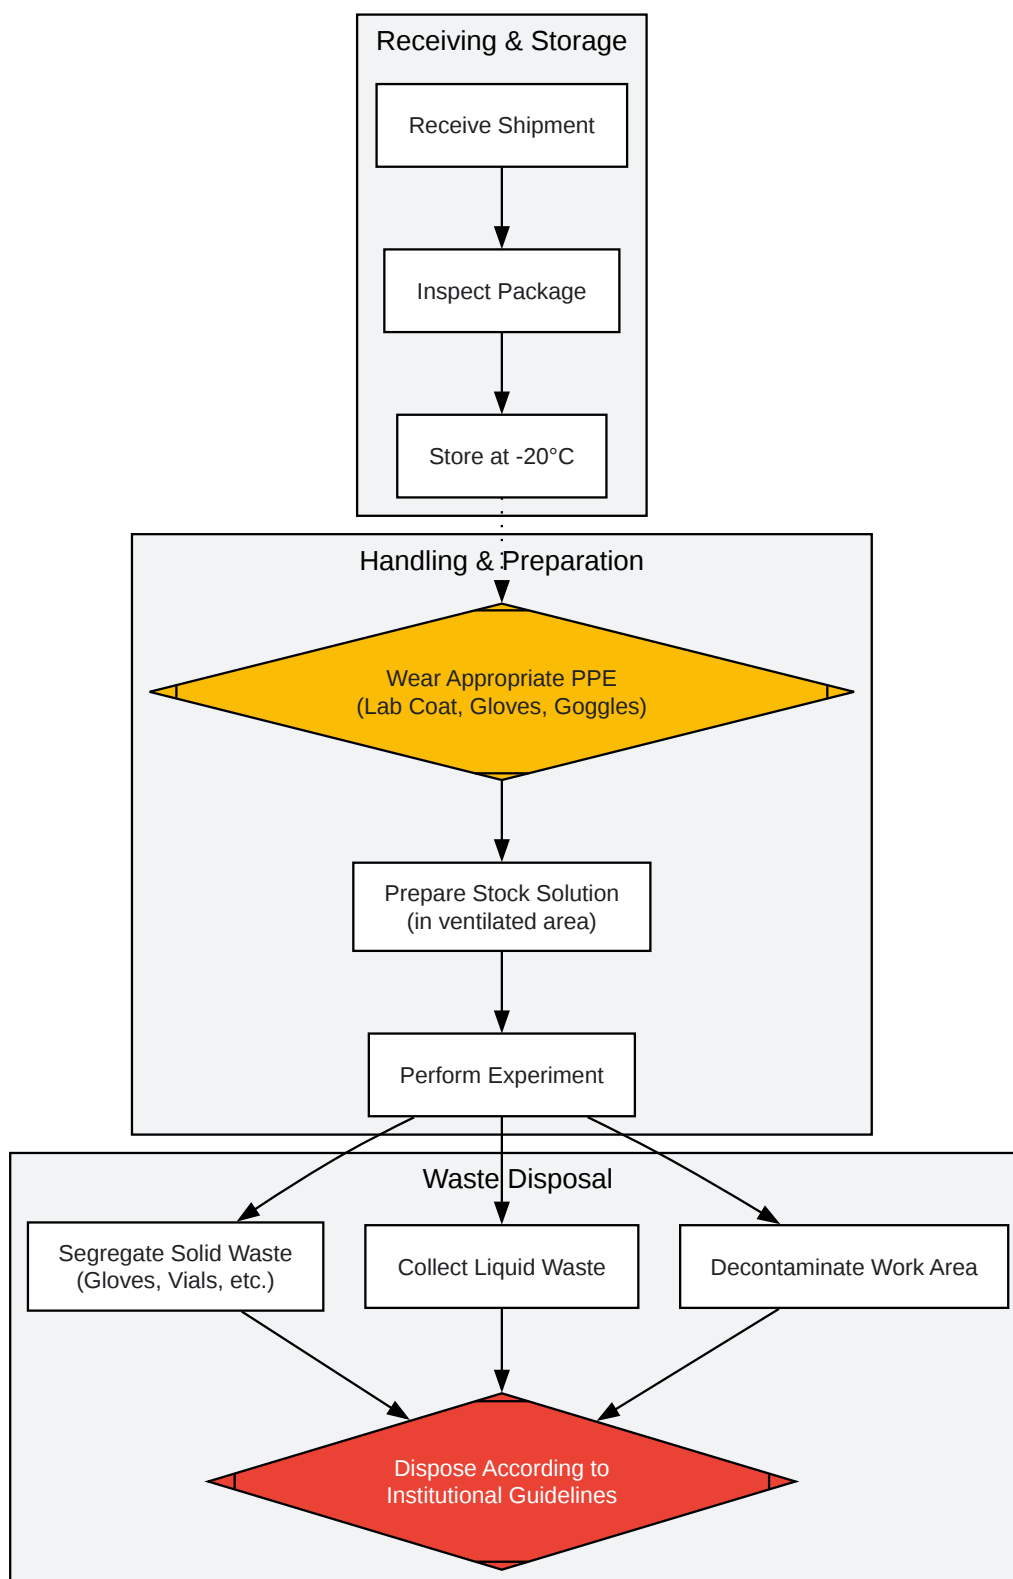 Receiving & Storage
Receive Shipment
Inspect Package
Store at -20°C
Handling & Preparation
Wear Appropriate PPE
(Lab Coat, Gloves, Goggles)
Prepare Stock Solution
(in ventilated area)
Perform Experiment
Waste Disposal
Segregate Solid Waste
(Gloves, Vials, etc.)
Collect Liquid Waste
Decontaminate Work Area
Dispose According to
Institutional Guidelines